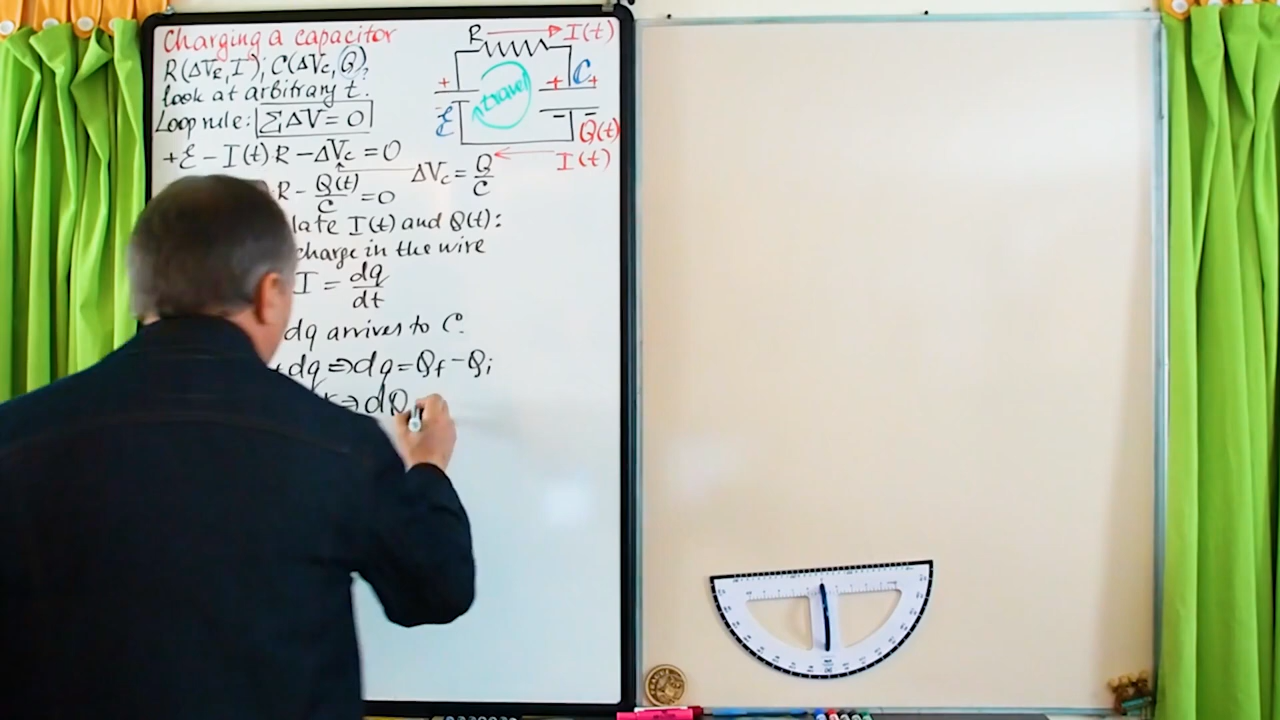 Charging a capacitor
R(ΔV_R, I); C(ΔV_C, Q),
look at arbitrary t.
Loop rule: ΣΔV = 0
+ℰ - I(t) R - ΔV_C = 0
R - Q(t)/C = 0
ΔV_C = Q/C
late I(t) and Q(t):
charge in the wire
I = dq/dt
dq arrives to C.
+dq ⇒ dq = Q_f - Q_i
⇒ dQ
R → I(t)
+ + C +
travel
ℰ - -
Q(t)
← I(t)